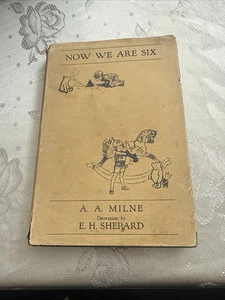 NOW WE ARE SIX
A. A. MILNE
Decorations by
E. H. SHEPARD